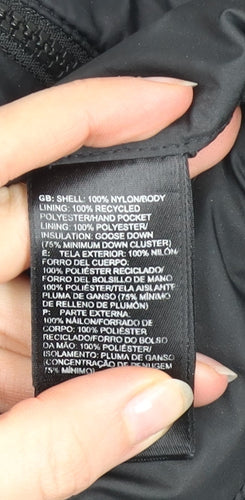 GB: SHELL: 100% NYLON/BODY
LINING: 100% RECYCLED
POLYESTER/HAND POCKET
LINING: 100% POLYESTER/
INSULATION: GOOSE DOWN
(75% MINIMUM DOWN CLUSTER)
E: TELA EXTERIOR: 100% NILÓN/
FORRO DEL CUERPO:
100% POLIÉSTER RECICLADO/
FORRO DEL BOLSILLO DE MANO
100% POLIÉSTER/TELA AISLANTE
PLUMA DE GANSO (75% MÍNIMO
DE RELLENO DE PLUMÓN)
P: PARTE EXTERNA:
100% NÁILON/FORRADO DE
CORPO: 100% POLIÉSTER
RECICLADO/FORRO DO BOLSO
DA MÃO: 100% POLIÉSTER/
ISOLAMENTO: PLUMA DE GANSO
(CONCENTRAÇÃO DE PENUGEM
75% MÍNIMO)